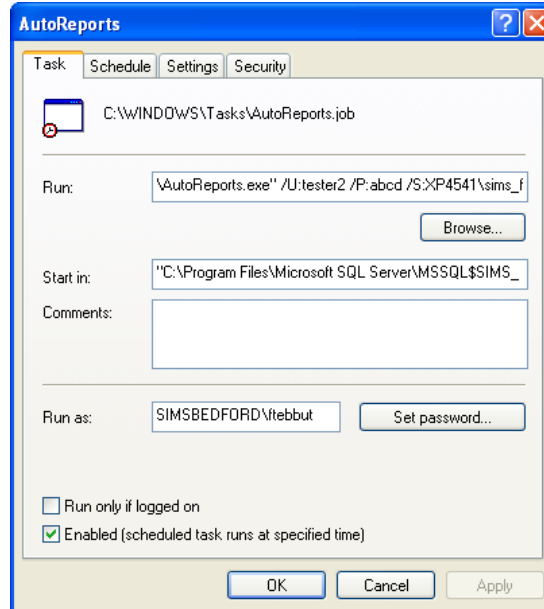 AutoReports
Task Schedule Settings Security
C:\WINDOWS\Tasks\AutoReports.job
Run: \AutoReports.exe" /U:tester2 /P:abcd /S:XP4541\sims_f
Browse...
Start in: "C:\Program Files\Microsoft SQL Server\MSSQL$SIMS_
Comments:
Run as: SIMSBEDFORD\ftebbut Set password...
Run only if logged on
Enabled (scheduled task runs at specified time)
OK Cancel Apply